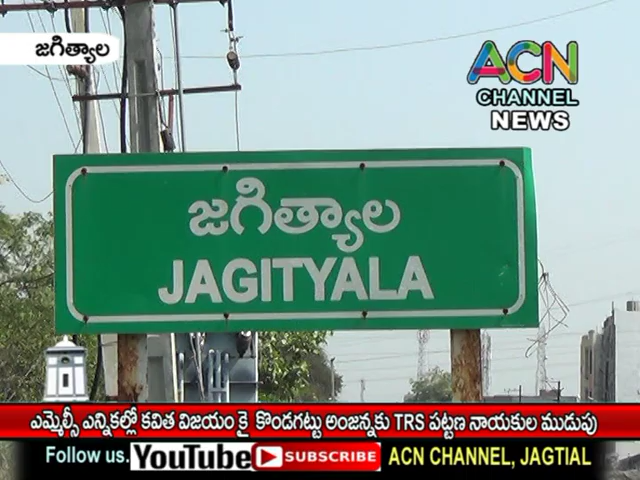 జగిత్యాల
ACN
CHANNEL
NEWS
జగిత్యాల
JAGITYALA
ఎమ్మెల్సీ ఎన్నికల్లో కవిత విజయం కై కొండగట్టు అంజన్నకు TRS పట్టణ నాయకుల ముడుపు
Follow us. YouTube SUBSCRIBE ACN CHANNEL, JAGTIAL